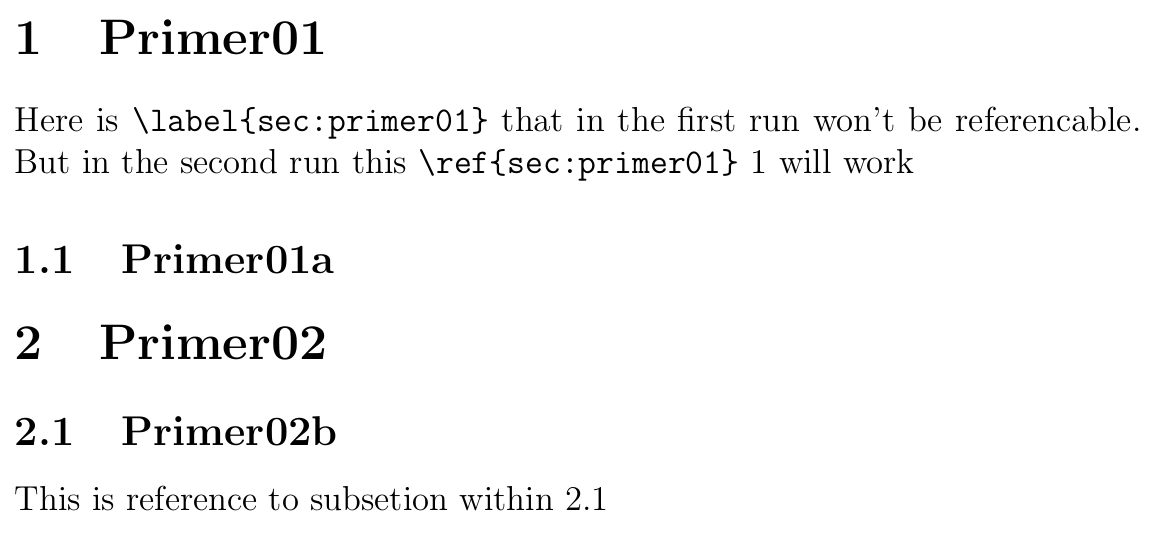 1 Primer01
Here is \label{sec:primer01} that in the first run won't be referencable.
But in the second run this \ref{sec:primer01} 1 will work
1.1 Primer01a
2 Primer02
2.1 Primer02b
This is reference to subsetion within 2.1